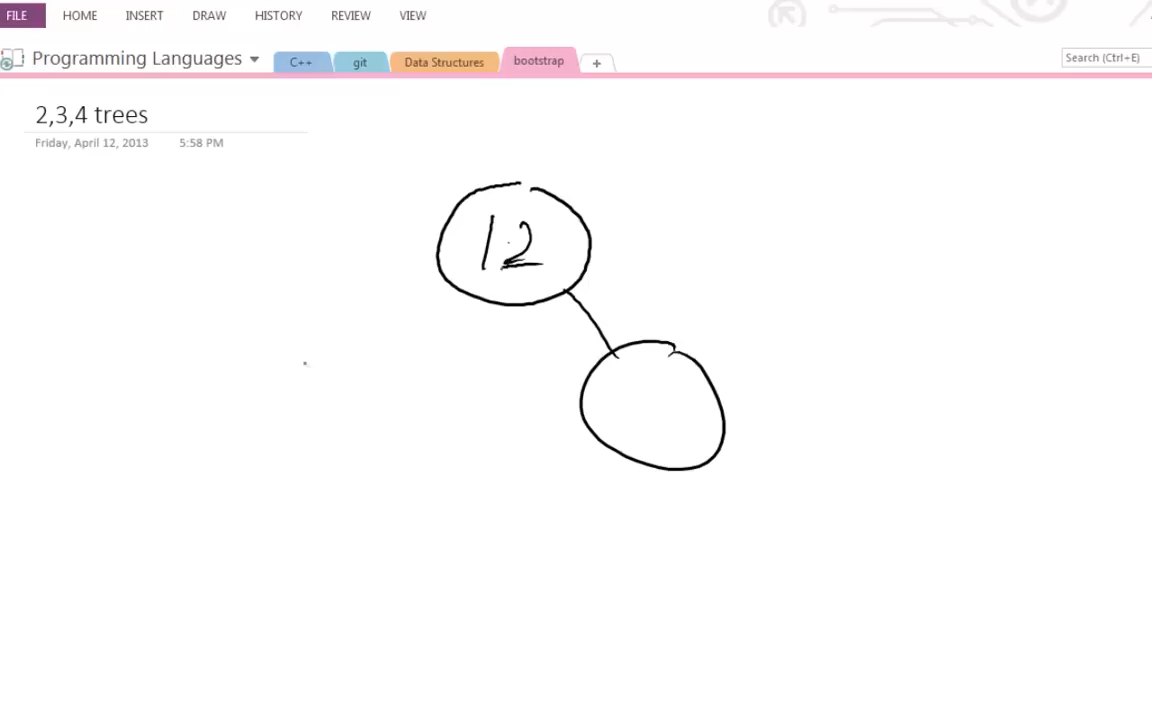 FILE HOME INSERT DRAW HISTORY REVIEW VIEW
Programming Languages C++ git Data Structures bootstrap + Search (Ctrl+E)
2,3,4 trees
Friday, April 12, 2013 5:58 PM
12